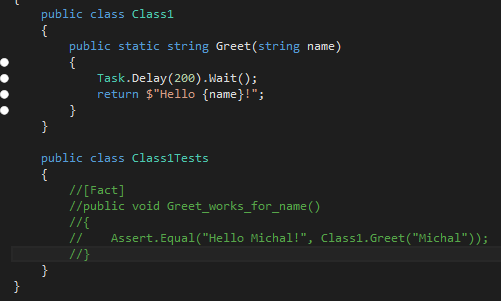 {
public class Class1
{
public static string Greet(string name)
{
Task.Delay(200).Wait();
return $"Hello {name}!";
}
}
public class Class1Tests
{
//[Fact]
//public void Greet_works_for_name()
//{
//    Assert.Equal("Hello Michal!", Class1.Greet("Michal"));
//}
}
}